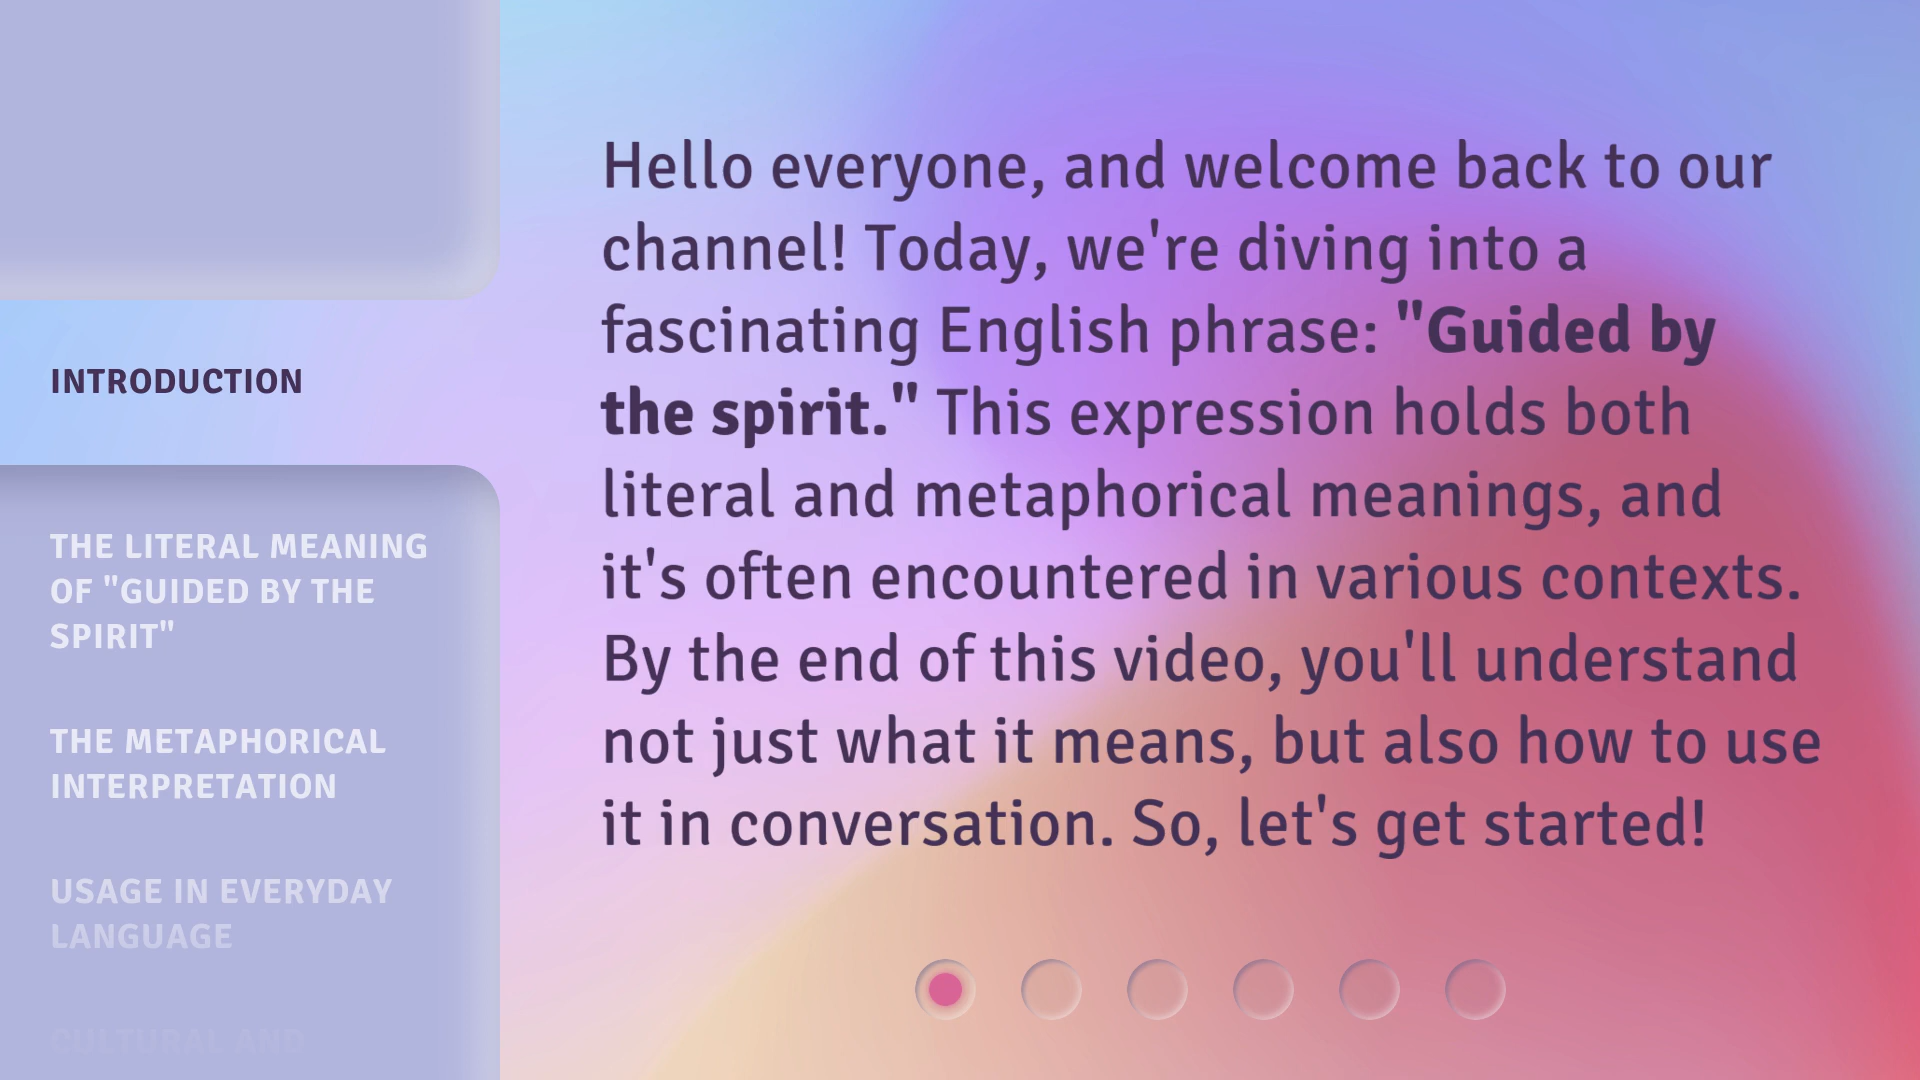 INTRODUCTION
THE LITERAL MEANING
OF "GUIDED BY THE
SPIRIT"
THE METAPHORICAL
INTERPRETATION
USAGE IN EVERYDAY
LANGUAGE
CULTURAL AND
Hello everyone, and welcome back to our
channel! Today, we're diving into a
fascinating English phrase: "Guided by
the spirit." This expression holds both
literal and metaphorical meanings, and
it's often encountered in various contexts.
By the end of this video, you'll understand
not just what it means, but also how to use
it in conversation. So, let's get started!